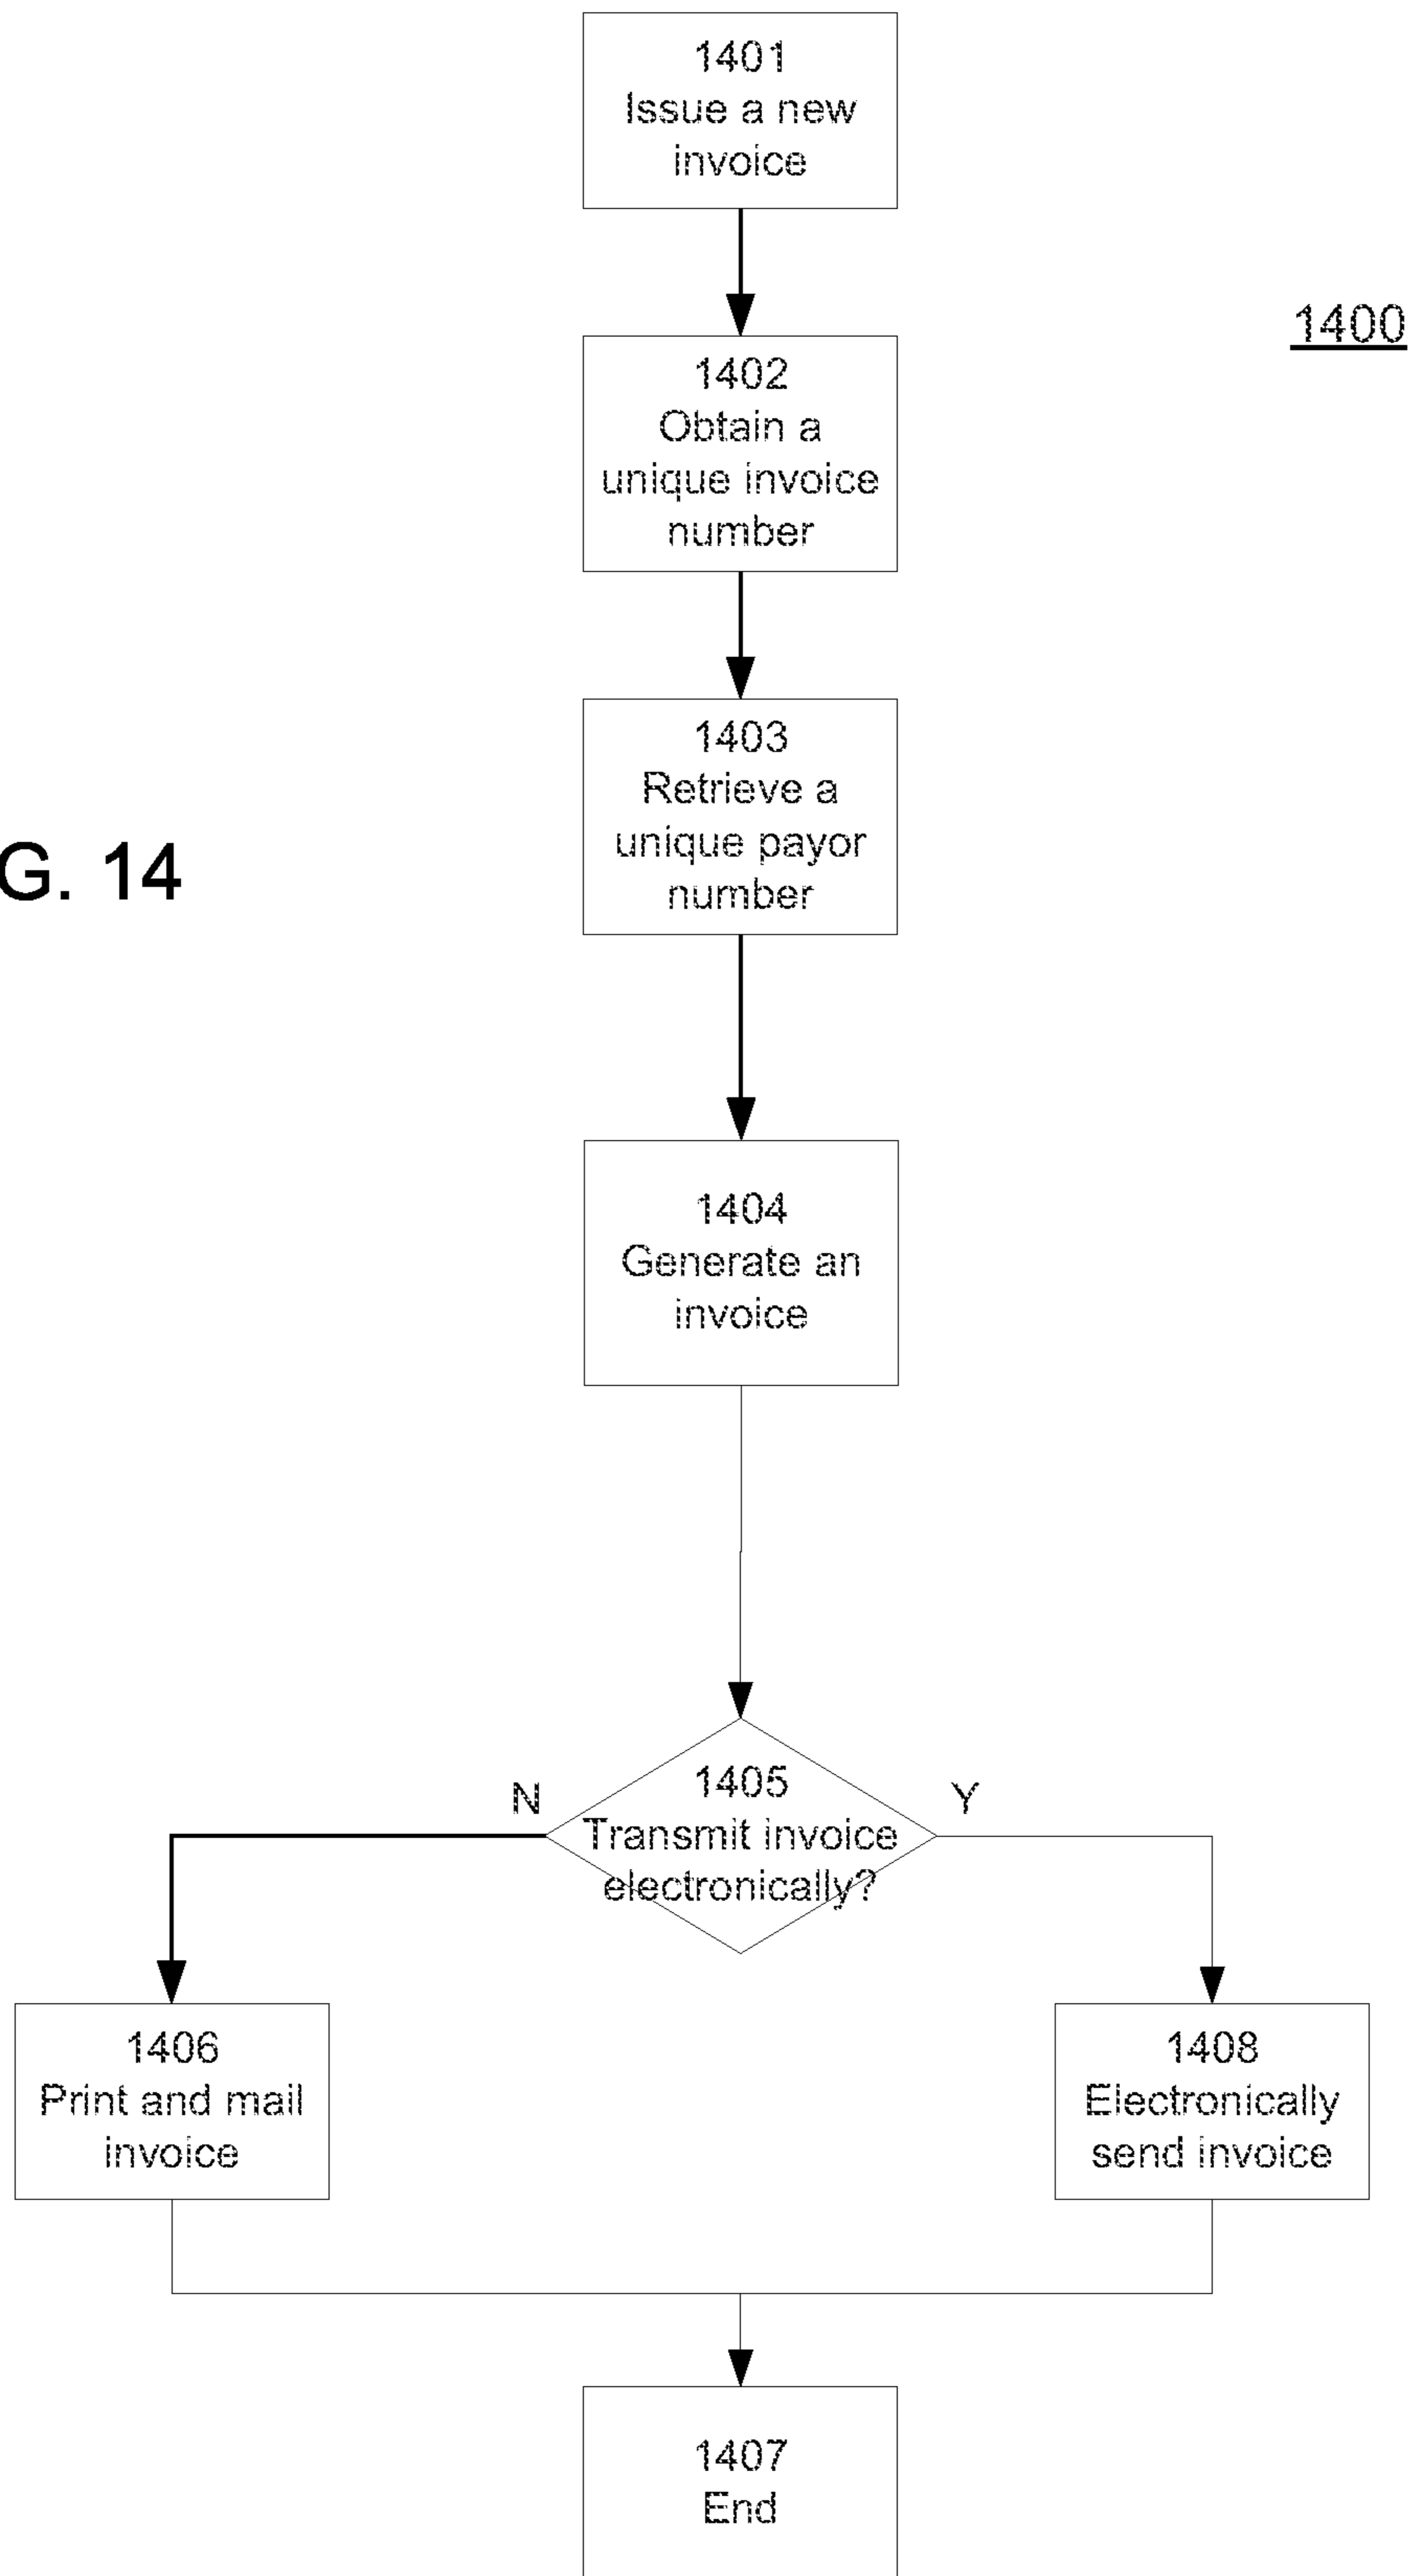 1401
Issue a new
invoice
1400
1402
Obtain a
unique invoice
number
1403
Retrieve a
unique payor
number
G. 14
1404
Generate an
invoice
N
Y
1405
Transmit invoice
electronically?
1406
Print and mail
invoice
1408
Electronically
send invoice
1407
End